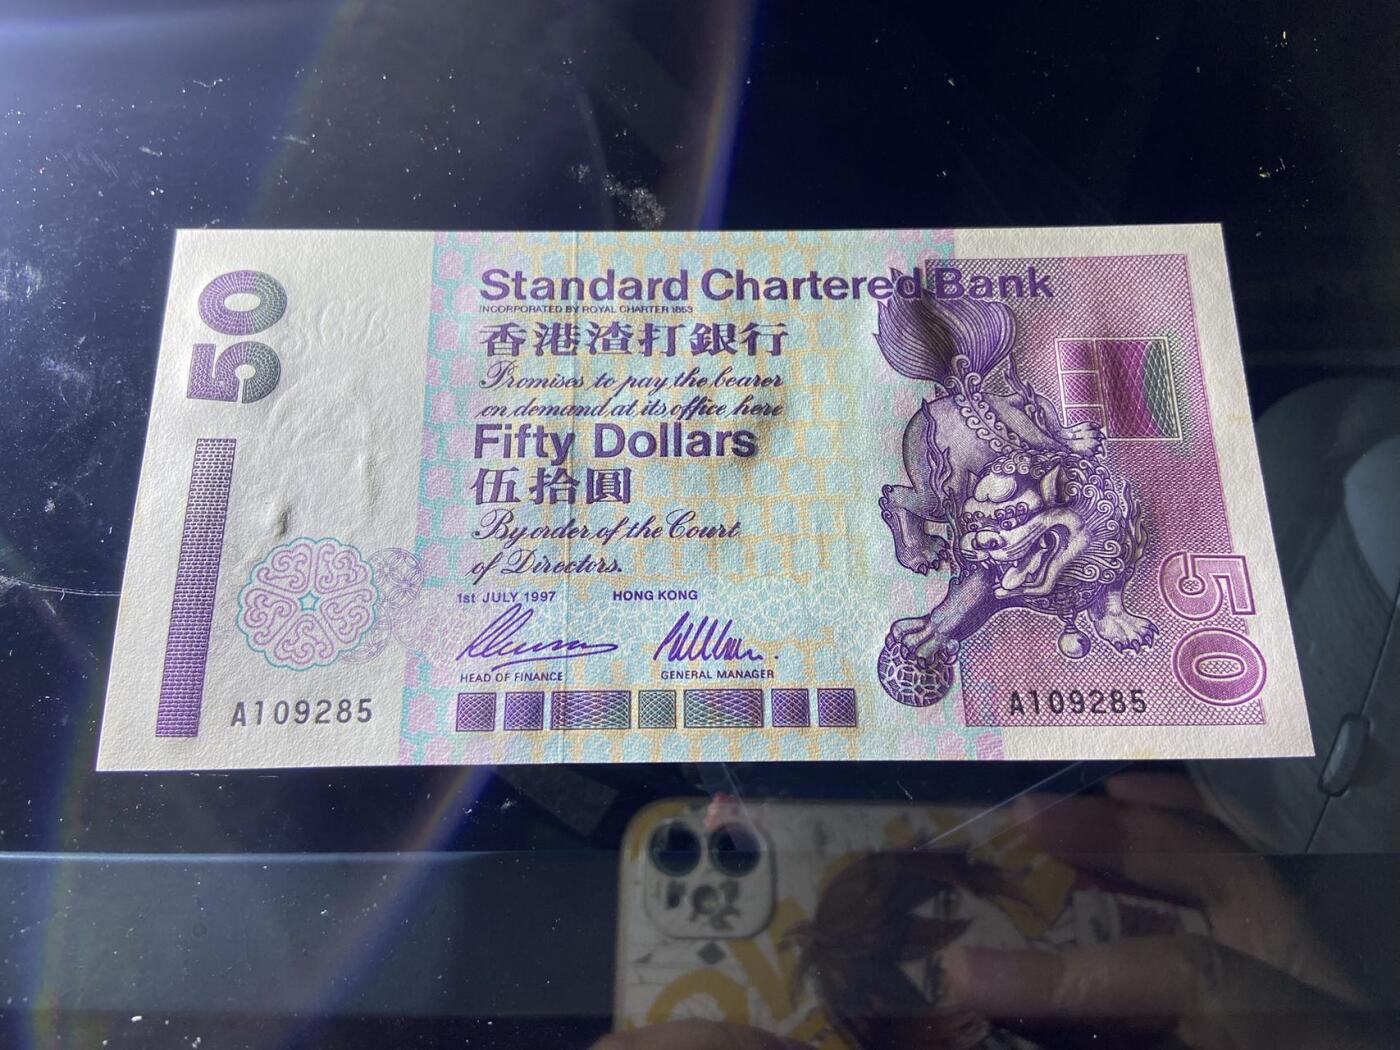 50
Standard Chartered Bank
INCORPORATED BY ROYAL CHARTER 1853
香港渣打銀行
Promises to pay the bearer
on demand at its office here
Fifty Dollars
伍拾圓
By order of the Court
of Directors.
1st JULY 1997 HONG KONG
HEAD OF FINANCE GENERAL MANAGER
A109285
A109285
50